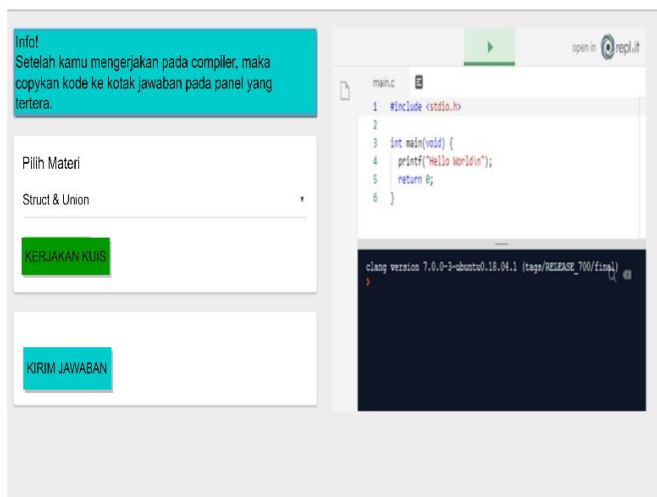 Info!
Setelah kamu mengerjakan pada compiler, maka
copykan kode ke kotak jawaban pada panel yang
tertera.
Pilih Materi
Struct & Union
KERJAKAN KUIS
KIRIM JAWABAN
open in repl.it
main.c
1 #include <stdio.h>
2
3 int main(void) {
4 printf("Hello World\n");
5 return 0;
6 }
clang version 7.0.0-3~ubuntu0.18.04.1 (tags/RELEASE_700/final)